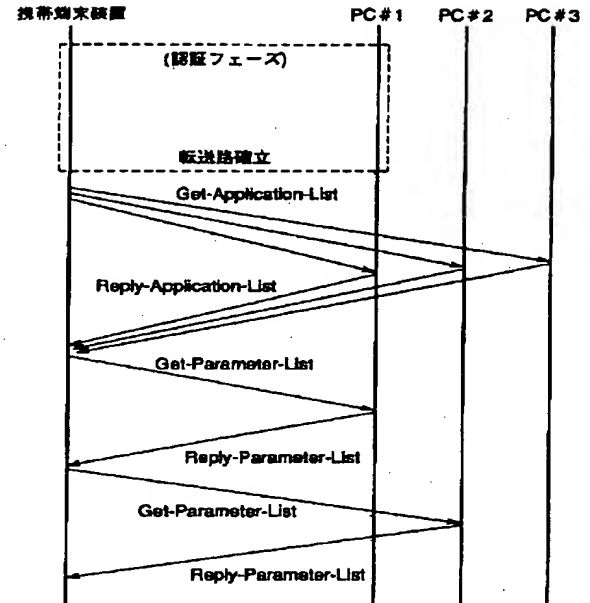 携帯端末装置 PC#1 PC#2 PC#3
(認証フェーズ)
転送路確立
Get-Application-List
Reply-Application-List
Get-Parameter-List
Reply-Parameter-List
Get-Parameter-List
Reply-Parameter-List